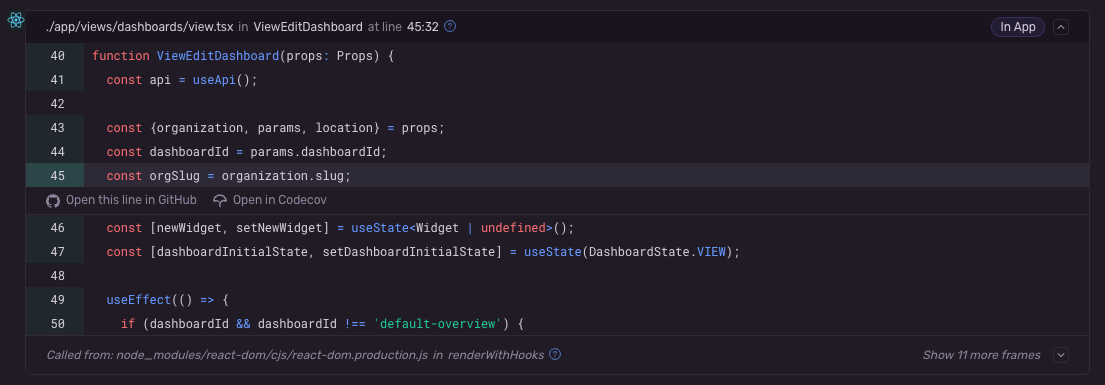 ./app/views/dashboards/view.tsx in ViewEditDashboard at line 45:32 ? In App
40 function ViewEditDashboard(props: Props) {
41   const api = useApi();
42
43   const {organization, params, location} = props;
44   const dashboardId = params.dashboardId;
45   const orgSlug = organization.slug;
Open this line in GitHub Open in Codecov
46   const [newWidget, setNewWidget] = useState<Widget | undefined>();
47   const [dashboardInitialState, setDashboardInitialState] = useState(DashboardState.VIEW);
48
49   useEffect(() => {
50     if (dashboardId && dashboardId !== 'default-overview') {
Called from: node_modules/react-dom/cjs/react-dom.production.js in renderWithHooks ? Show 11 more frames